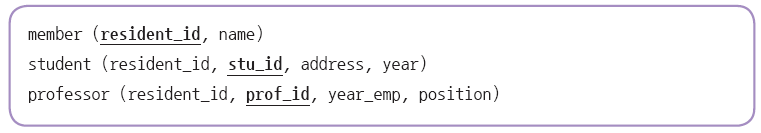 member (resident_id, name)
student (resident_id, stu_id, address, year)
professor (resident_id, prof_id, year_emp, position)